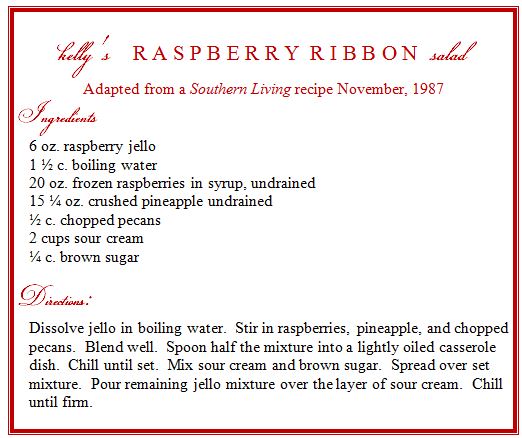 kelly's RASPBERRY RIBBON salad
Adapted from a Southern Living recipe November, 1987
Ingredients
6 oz. raspberry jello
1 ½ c. boiling water
20 oz. frozen raspberries in syrup, undrained
15 ¼ oz. crushed pineapple undrained
½ c. chopped pecans
2 cups sour cream
¼ c. brown sugar
Directions:
Dissolve jello in boiling water. Stir in raspberries, pineapple, and chopped
pecans. Blend well. Spoon half the mixture into a lightly oiled casserole
dish. Chill until set. Mix sour cream and brown sugar. Spread over set
mixture. Pour remaining jello mixture over the layer of sour cream. Chill
until firm.